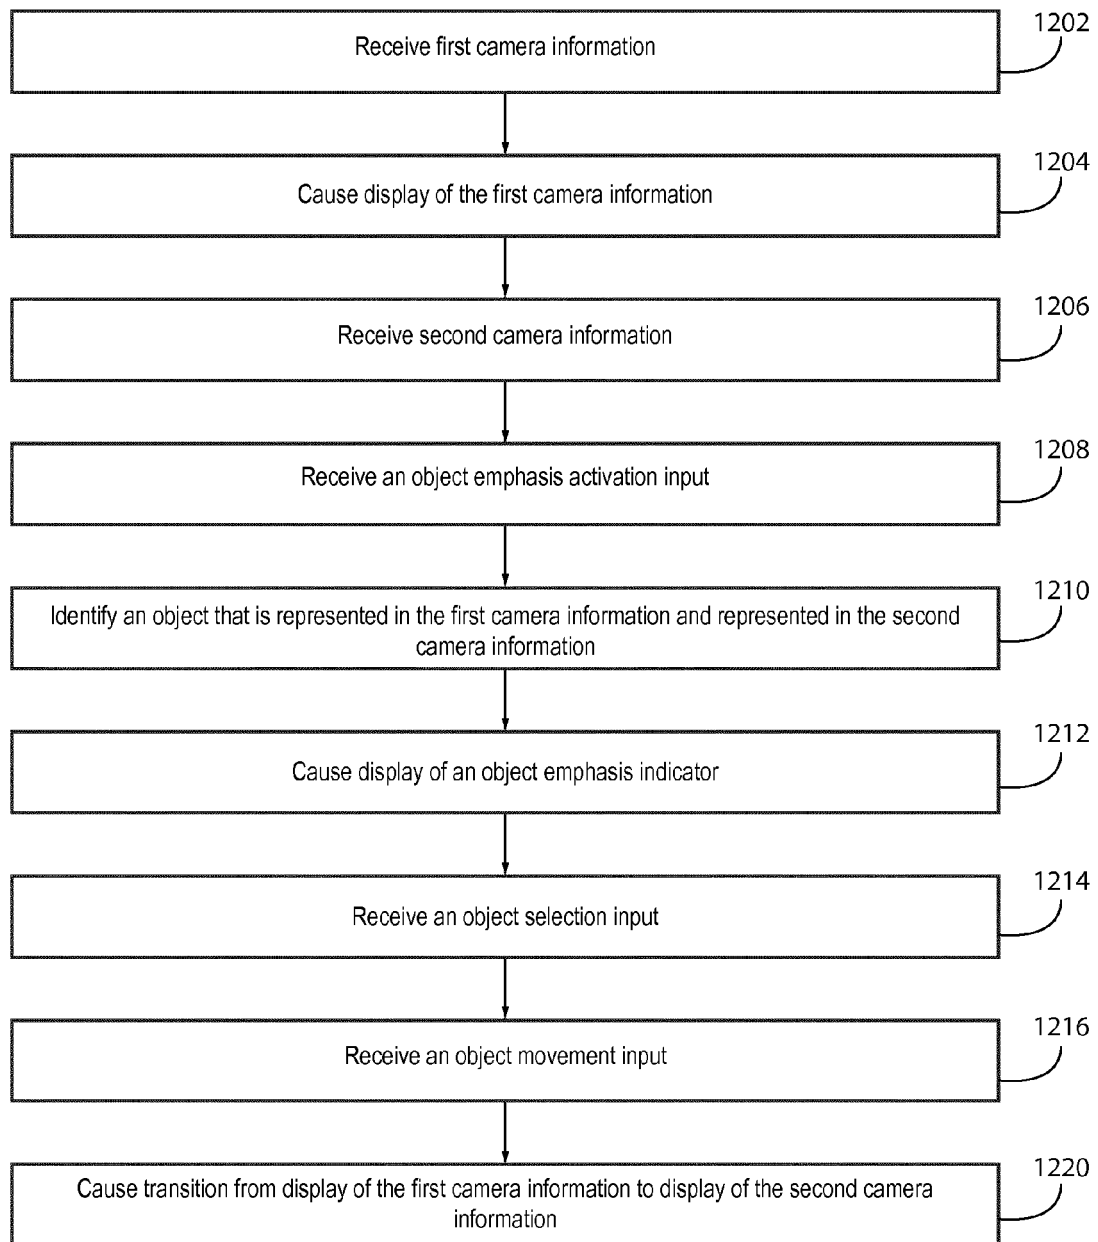 Receive first camera information
1202
Cause display of the first camera information
1204
Receive second camera information
1206
Receive an object emphasis activation input
1208
Identify an object that is represented in the first camera information and represented in the second
camera information
1210
Cause display of an object emphasis indicator
1212
Receive an object selection input
1214
Receive an object movement input
1216
Cause transition from display of the first camera information to display of the second camera
information
1220